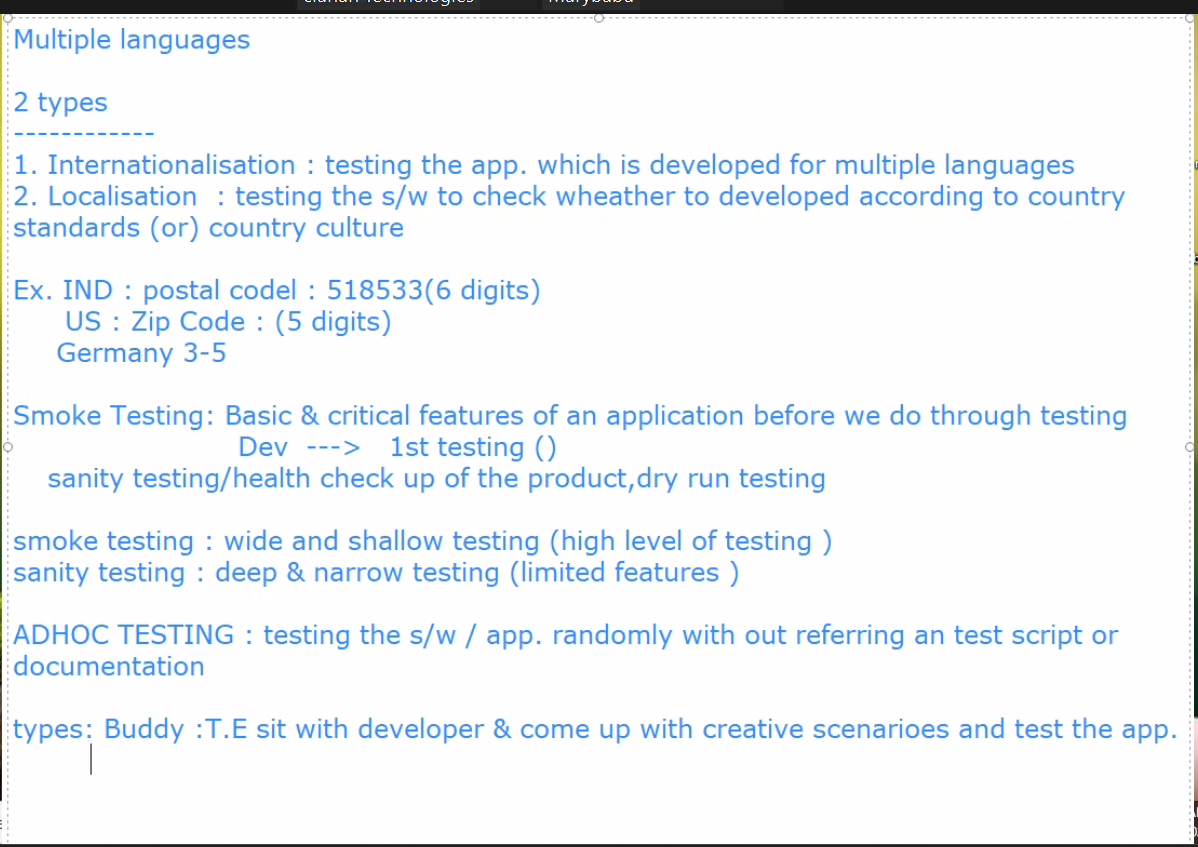 Multiple languages
2 types
------------
1. Internationalisation : testing the app. which is developed for multiple languages
2. Localisation  : testing the s/w to check wheather to developed according to country
standards (or) country culture
Ex. IND : postal codel : 518533(6 digits)
US : Zip Code : (5 digits)
Germany 3-5
Smoke Testing: Basic & critical features of an application before we do through testing
Dev  --->   1st testing ()
sanity testing/health check up of the product,dry run testing
smoke testing : wide and shallow testing (high level of testing )
sanity testing : deep & narrow testing (limited features )
ADHOC TESTING : testing the s/w / app. randomly with out referring an test script or
documentation
types: Buddy :T.E sit with developer & come up with creative scenarioes and test the app.